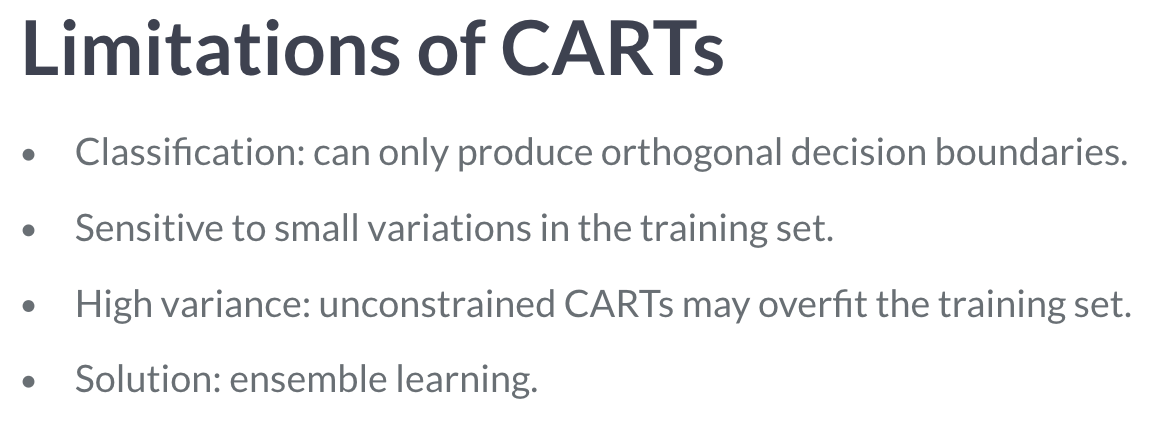 Limitations of CARTs
• Classification: can only produce orthogonal decision boundaries.
• Sensitive to small variations in the training set.
• High variance: unconstrained CARTs may overfit the training set.
• Solution: ensemble learning.